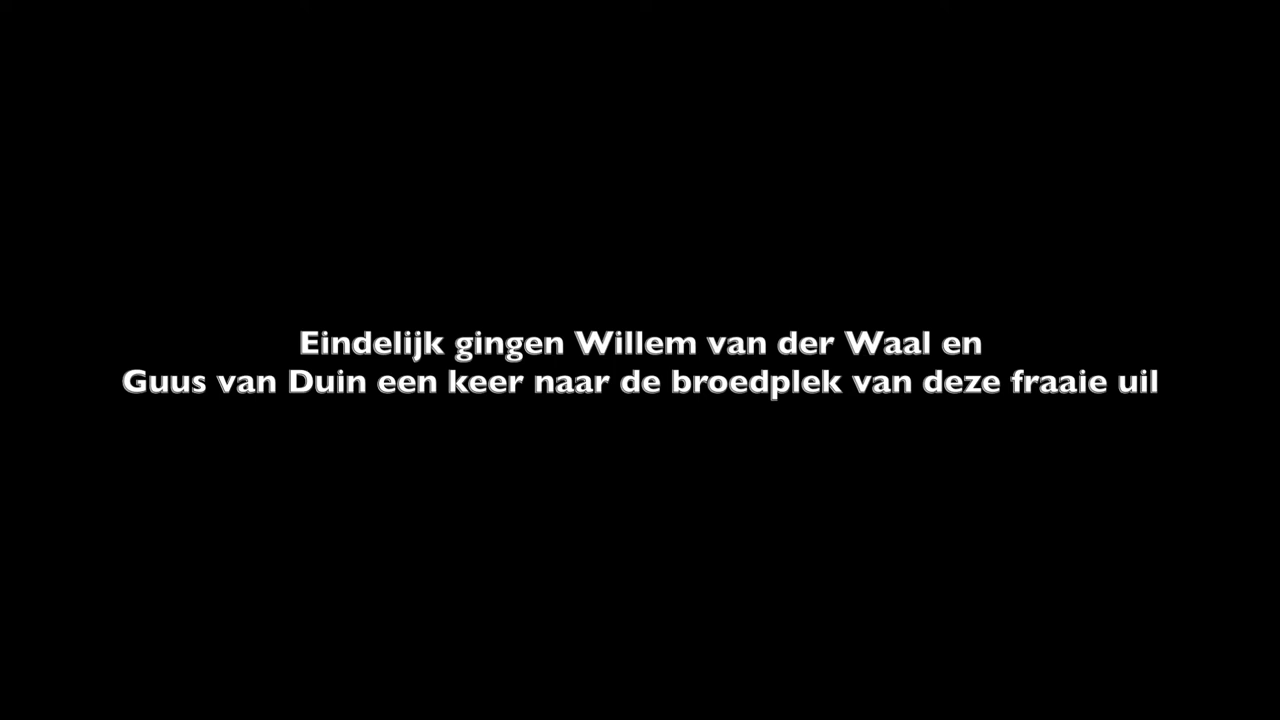 Eindelijk gingen Willem van der Waal en
Guus van Duin een keer naar de broedplek van deze fraaie uil